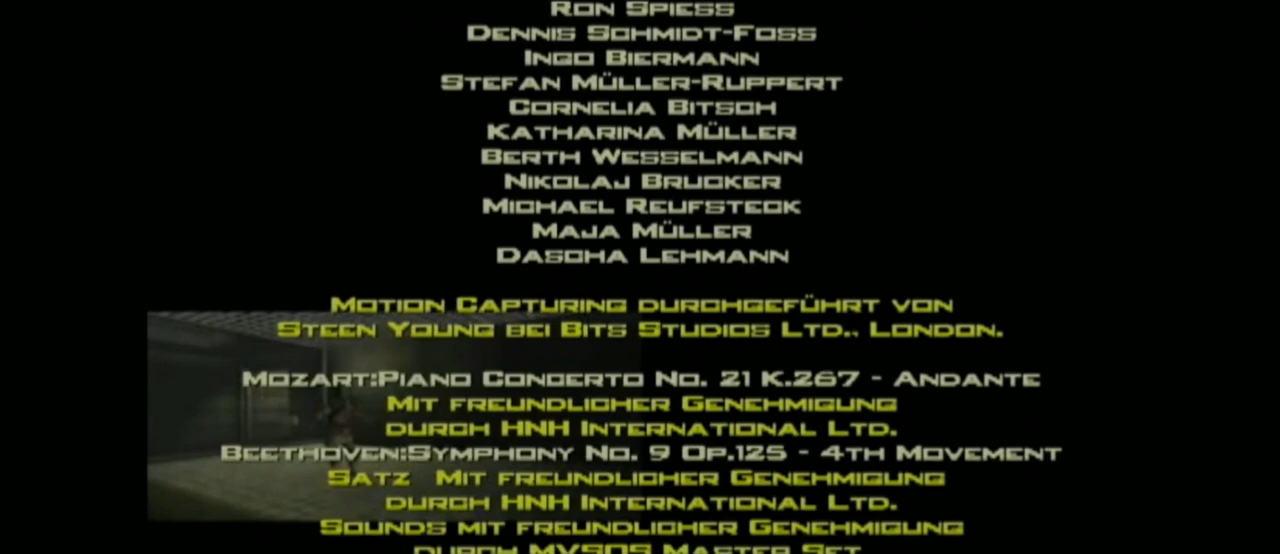 Ron Spiess
Dennis Schmidt-Foss
Ingo Biermann
Stefan Müller-Ruppert
Cornelia Bitsch
Katharina Müller
Berth Wesselmann
Nikolaj Brucker
Michael Reufsteck
Maja Müller
Dascha Lehmann
Motion Capturing durchgeführt von
Steen Young bei Bits Studios Ltd., London.
Mozart:Piano Concerto No. 21 K.267 - Andante
Mit freundlicher Genehmigung
durch HNH International Ltd.
Beethoven:Symphony No. 9 Op.125 - 4th Movement
Satz Mit freundlicher Genehmigung
durch HNH International Ltd.
Sounds mit freundlicher Genehmigung
durch Master Set